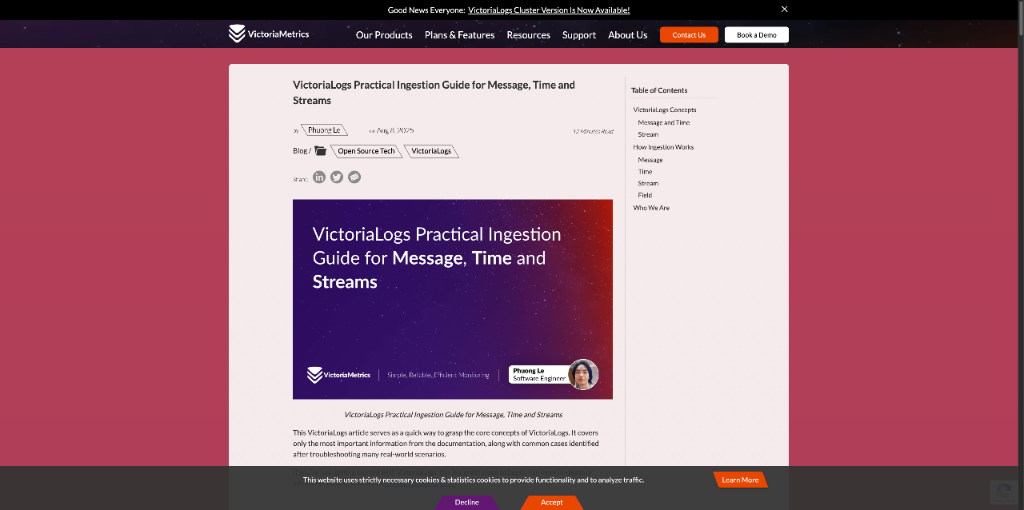 Good News Everyone: VictoriaLogs Cluster Version Is Now Available!
VictoriaMetrics
Our Products
Plans & Features
Resources
Support
About Us
Contact Us
Book a Demo
VictoriaLogs Practical Ingestion Guide for Message, Time and
Streams
by Phuong Le
on Aug 8, 2025
12 Minutes Read
Blog /
Open Source Tech
VictoriaLogs
Share:
VictoriaLogs Practical Ingestion
Guide for Message, Time and
Streams
VictoriaMetrics
Simple, Reliable, Efficient Monitoring
Phuong Le
Software Engineer
VictoriaLogs Practical Ingestion Guide for Message, Time and Streams
This VictoriaLogs article serves as a quick way to grasp the core concepts of VictoriaLogs. It covers
only the most important information from the documentation, along with common cases identified
after troubleshooting many real-world scenarios.
Table of Contents
VictoriaLogs Concepts
Message and Time
Stream
How Ingestion Works
Message
Time
Stream
Field
Who We Are
This website uses strictly necessary cookies & statistics cookies to provide functionality and to analyze traffic.
Learn More
Decline
Accept